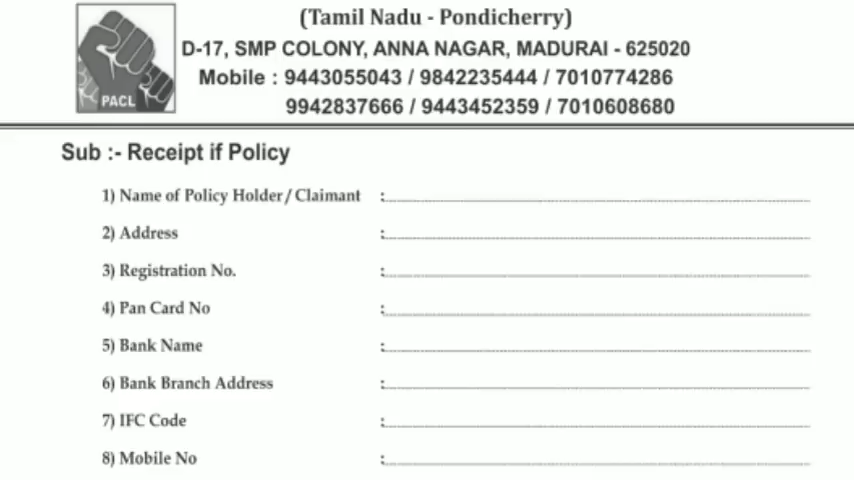 (Tamil Nadu - Pondicherry)
D-17, SMP COLONY, ANNA NAGAR, MADURAI - 625020
Mobile : 9443055043 / 9842235444 / 7010774286
9942837666 / 9443452359 / 7010608680
PACL
Sub :- Receipt if Policy
1) Name of Policy Holder / Claimant :
2) Address :
3) Registration No. :
4) Pan Card No :
5) Bank Name :
6) Bank Branch Address :
7) IFC Code :
8) Mobile No :